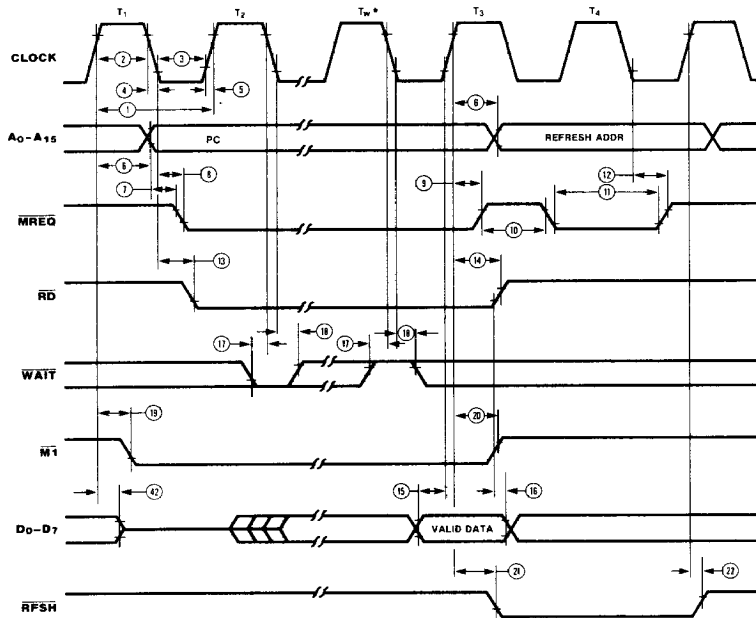 T1 T2 Tw* T3 T4
CLOCK
2 3
4 5
1 6
A0-A15 PC REFRESH ADDR
6 8 12
7 9 11
MREQ
10
13 14
RD
17 18 17 18
WAIT
19 20
M1
42 15 16
D0-D7 VALID DATA
21 22
RFSH